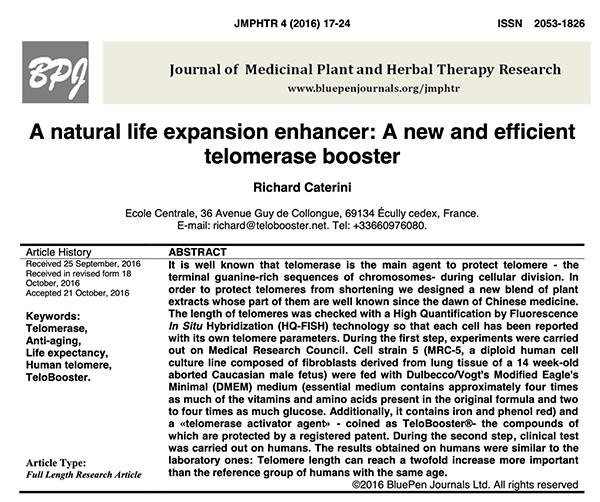 JMPHTR 4 (2016) 17-24 ISSN 2053-1826
BPJ
Journal of Medicinal Plant and Herbal Therapy Research
www.bluepenjournals.org/jmphtr
A natural life expansion enhancer: A new and efficient
telomerase booster
Richard Caterini
Ecole Centrale, 36 Avenue Guy de Collongue, 69134 Écully cedex, France.
E-mail: richard@telobooster.net. Tel: +33660976080.
Article History
Received 25 September, 2016
Received in revised form 18
October, 2016
Accepted 21 October, 2016
Keywords:
Telomerase,
Anti-aging,
Life expectancy,
Human telomere,
TeloBooster.
Article Type:
Full Length Research Article
ABSTRACT
It is well known that telomerase is the main agent to protect telomere - the
terminal guanine-rich sequences of chromosomes- during cellular division. In
order to protect telomeres from shortening we designed a new blend of plant
extracts whose part of them are well known since the dawn of Chinese medicine.
The length of telomeres was checked with a High Quantification by Fluorescence
In Situ Hybridization (HQ-FISH) technology so that each cell has been reported
with its own telomere parameters. During the first step, experiments were carried
out on Medical Research Council. Cell strain 5 (MRC-5, a diploid human cell
culture line composed of fibroblasts derived from lung tissue of a 14 week-old
aborted Caucasian male fetus) were fed with Dulbecco/Vogt's Modified Eagle's
Minimal (DMEM) medium (essential medium contains approximately four times
as much of the vitamins and amino acids present in the original formula and two
to four times as much glucose. Additionally, it contains iron and phenol red) and
a «telomerase activator agent» - coined as TeloBooster®- the compounds of
which are protected by a registered patent. During the second step, clinical test
was carried out on humans. The results obtained on humans were similar to the
laboratory ones: Telomere length can reach a twofold increase more important
than the reference group of humans with the same age.
©2016 BluePen Journals Ltd. All rights reserved